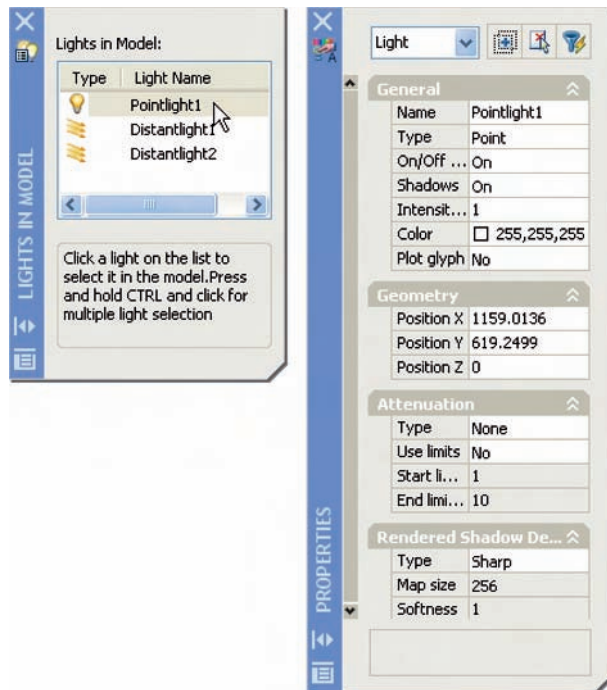 Lights in Model:
Type Light Name
Pointlight1
Distantlight1
Distantlight2
Click a light on the list to
select it in the model.Press
and hold CTRL and click for
multiple light selection
LIGHTS IN MODEL
Light
General
Name Pointlight1
Type Point
On/Off ... On
Shadows On
Intensit... 1
Color 255,255,255
Plot glyph No
Geometry
Position X 1159.0136
Position Y 619.2499
Position Z 0
Attenuation
Type None
Use limits No
Start li... 1
End limi... 10
Rendered Shadow De...
Type Sharp
Map size 256
Softness 1
PROPERTIES